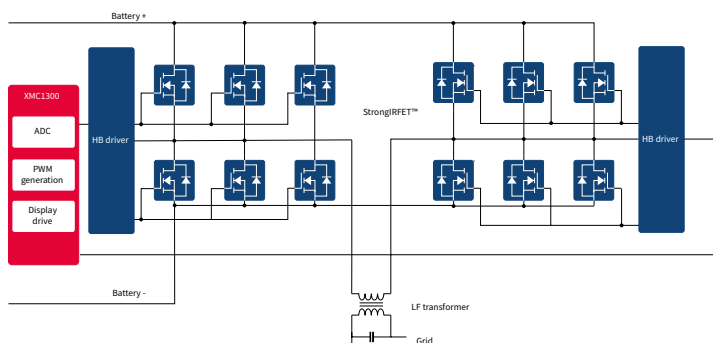 Battery +
XMC1300
ADC
StrongIRFET™
HB driver
HB driver
PWM
generation
Display
drive
Battery -
LF transformer
Grid